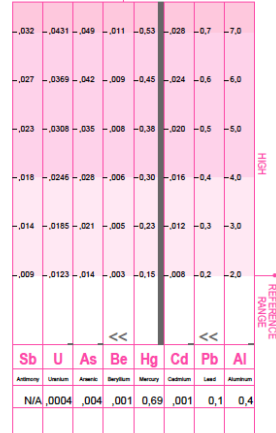 ,032 ,0431 ,049 ,011 0,53 ,028 0,7 7,0
,027 ,0369 ,042 ,009 0,45 ,024 0,6 6,0
,023 ,0308 ,035 ,008 0,38 ,020 0,5 5,0
HIGH
,018 ,0246 ,028 ,006 0,30 ,016 0,4 4,0
,014 ,0185 ,021 ,005 0,23 ,012 0,3 3,0
,009 ,0123 ,014 ,003 0,15 ,008 0,2 2,0
REFERENCE
RANGE
<< <<
Sb U As Be Hg Cd Pb Al
Antimony Uranium Arsenic Beryllium Mercury Cadmium Lead Aluminum
N/A ,0004 ,004 ,001 0,69 ,001 0,1 0,4